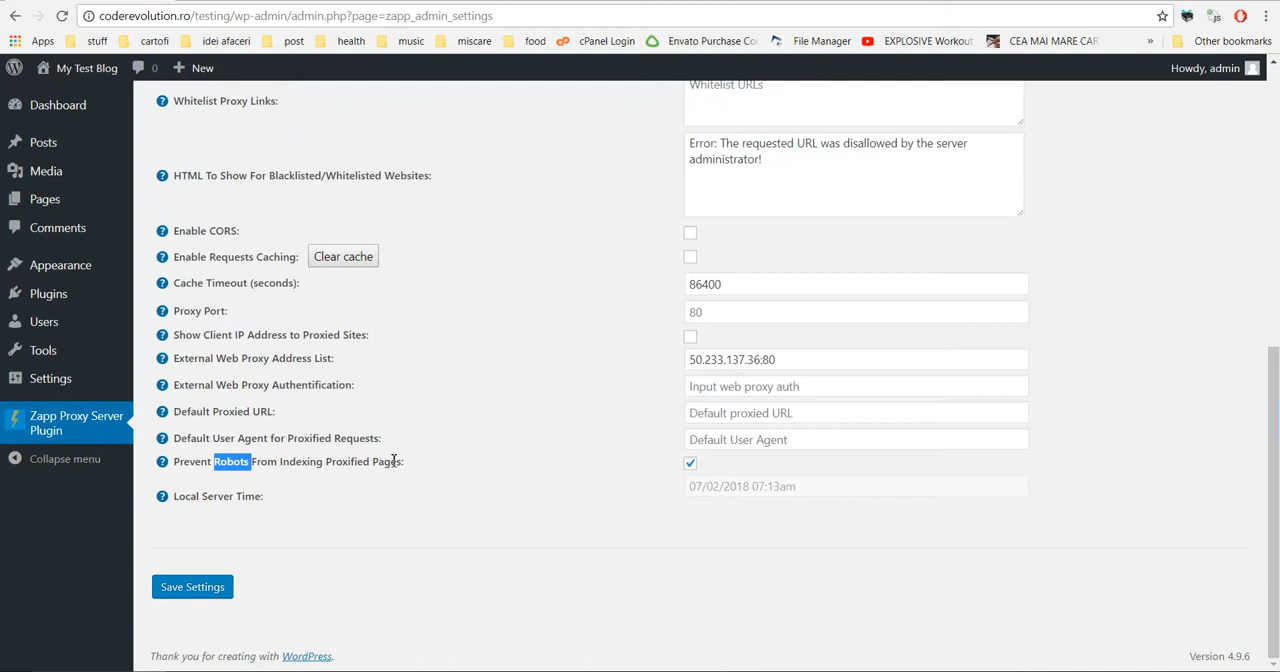 coderevolution.ro/testing/wp-admin/admin.php?page=zapp_admin_settings
Apps stuff cartofi idei afaceri post health music miscare food cPanel Login Envato Purchase Co File Manager EXPLOSIVE Workout CEA MAI MARE CAR » Other bookmarks
My Test Blog 0 + New Howdy, admin
Dashboard
Posts
Media
Pages
Comments
Appearance
Plugins
Users
Tools
Settings
Zapp Proxy Server
Plugin
Collapse menu
Whitelist Proxy Links:
Whitelist URLs
HTML To Show For Blacklisted/Whitelisted Websites:
Error: The requested URL was disallowed by the server
administrator!
Enable CORS:
Enable Requests Caching: Clear cache
Cache Timeout (seconds): 86400
Proxy Port: 80
Show Client IP Address to Proxied Sites:
External Web Proxy Address List: 50.233.137.36:80
External Web Proxy Authentification: Input web proxy auth
Default Proxied URL: Default proxied URL
Default User Agent for Proxified Requests: Default User Agent
Prevent Robots From Indexing Proxified Pages:
Local Server Time: 07/02/2018 07:13am
Save Settings
Thank you for creating with WordPress. Version 4.9.6